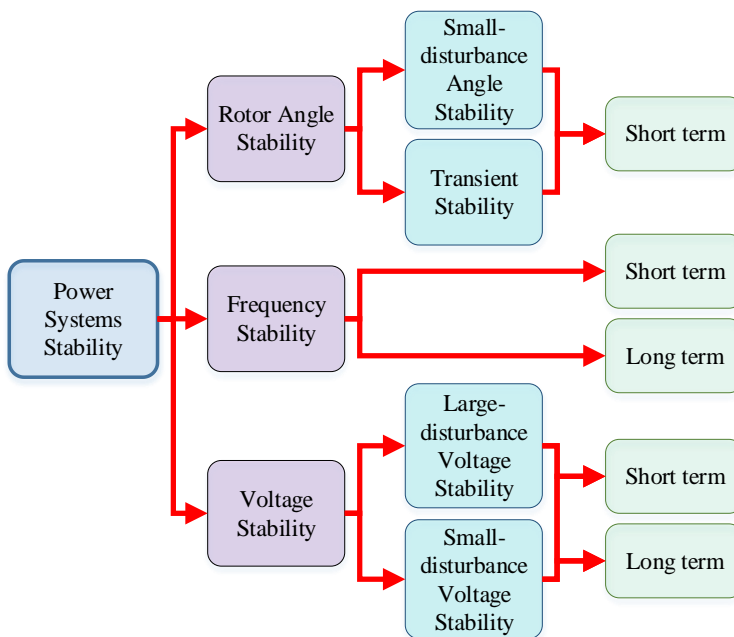 Power
Systems
Stability
Rotor Angle
Stability
Small-
disturbance
Angle
Stability
Transient
Stability
Short term
Frequency
Stability
Short term
Long term
Voltage
Stability
Large-
disturbance
Voltage
Stability
Small-
disturbance
Voltage
Stability
Short term
Long term